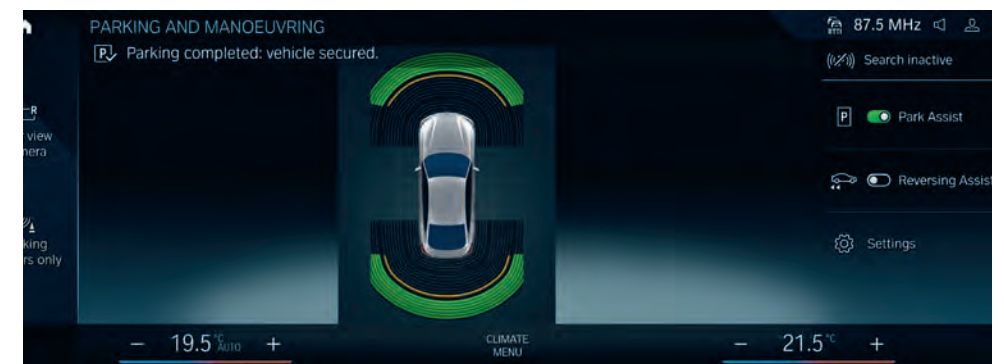 PARKING AND MANOEUVRING
87.5 MHz
P Parking completed: vehicle secured.
Search inactive
R
view
P Park Assist
Reversing Assist
king
rs only
Settings
- 19.5 °C AUTO +
CLIMATE
MENU
- 21.5 °C +